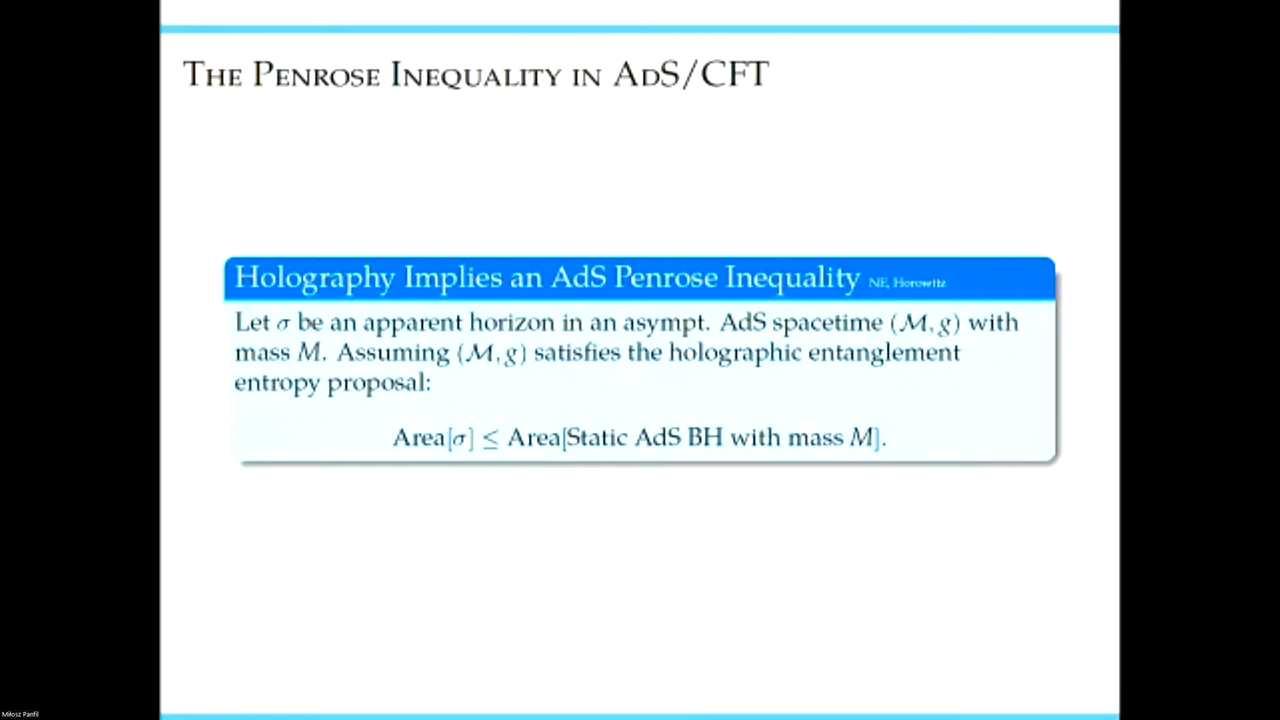 THE PENROSE INEQUALITY IN ADS/CFT
Holography Implies an AdS Penrose Inequality NE, Horowitz
Let σ be an apparent horizon in an asympt. AdS spacetime (ℳ, g) with
mass M. Assuming (ℳ, g) satisfies the holographic entanglement
entropy proposal:
Area[σ] ≤ Area[Static AdS BH with mass M].
Miłosz Panfil